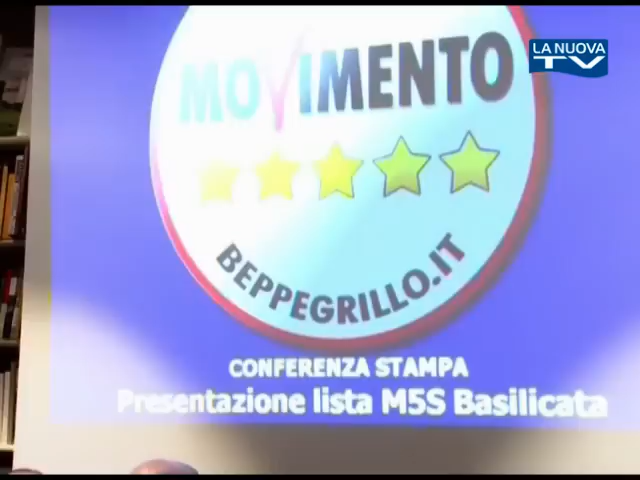 LA NUOVA
TV
MOVIMENTO
BEPPEGRILLO.IT
CONFERENZA STAMPA
Presentazione lista M5S Basilicata